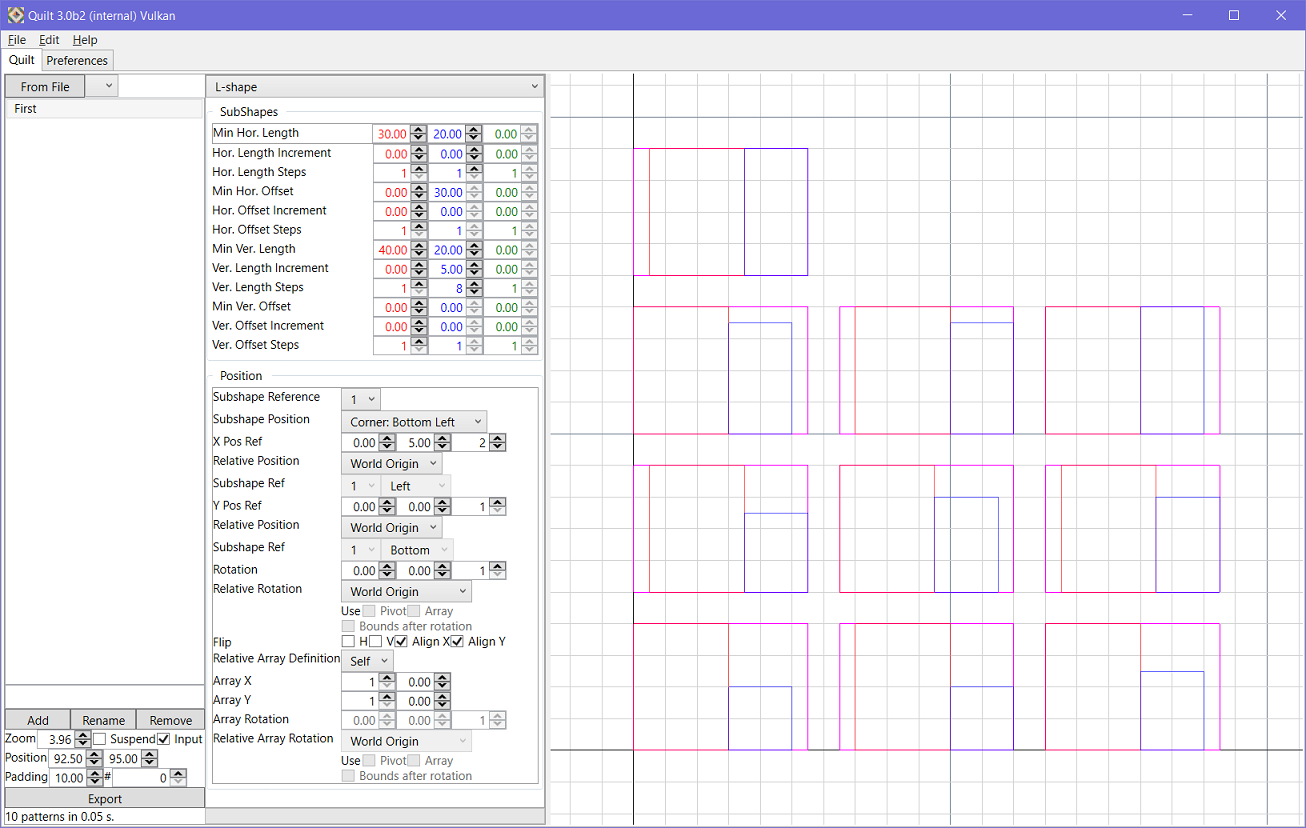 Quilt 3.0b2 (internal) Vulkan
File Edit Help
Quilt Preferences
From File
First
L-shape
SubShapes
Min Hor. Length 30.00 20.00 0.00
Hor. Length Increment 0.00 0.00 0.00
Hor. Length Steps 1 1 1
Min Hor. Offset 0.00 30.00 0.00
Hor. Offset Increment 0.00 0.00 0.00
Hor. Offset Steps 1 1 1
Min Ver. Length 40.00 20.00 0.00
Ver. Length Increment 0.00 5.00 0.00
Ver. Length Steps 1 8 1
Min Ver. Offset 0.00 0.00 0.00
Ver. Offset Increment 0.00 0.00 0.00
Ver. Offset Steps 1 1 1
Position
Subshape Reference 1
Subshape Position Corner: Bottom Left
X Pos Ref 0.00 5.00 2
Relative Position World Origin
Subshape Ref 1 Left
Y Pos Ref 0.00 0.00 1
Relative Position World Origin
Subshape Ref 1 Bottom
Rotation 0.00 0.00 1
Relative Rotation World Origin
Use Pivot Array
Bounds after rotation
Flip H V Align X Align Y
Relative Array Definition Self
Array X 1 0.00
Array Y 1 0.00
Array Rotation 0.00 0.00 1
Relative Array Rotation World Origin
Use Pivot Array
Bounds after rotation
Add Rename Remove
Zoom 3.96 Suspend Input
Position 92.50 95.00
Padding 10.00 # 0
Export
10 patterns in 0.05 s.